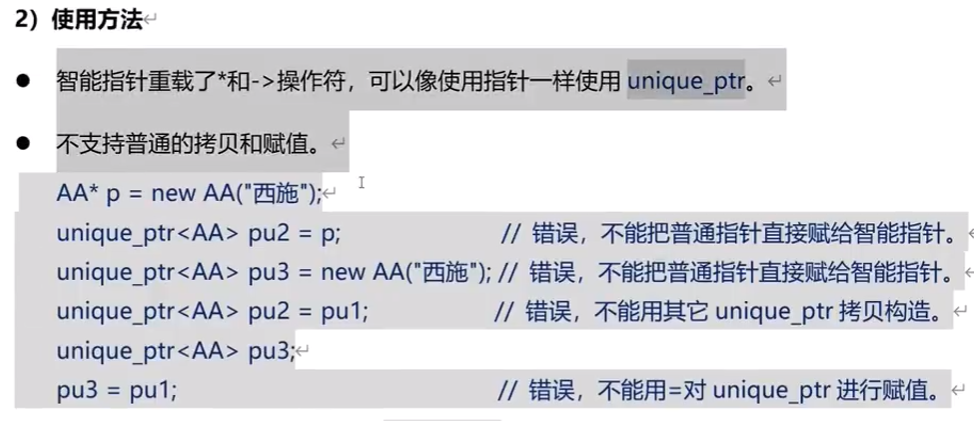 2）使用方法
● 智能指针重载了*和->操作符，可以像使用指针一样使用 unique_ptr。
● 不支持普通的拷贝和赋值。
AA* p = new AA("西施");
unique_ptr<AA> pu2 = p; // 错误，不能把普通指针直接赋给智能指针。
unique_ptr<AA> pu3 = new AA("西施"); // 错误，不能把普通指针直接赋给智能指针。
unique_ptr<AA> pu2 = pu1; // 错误，不能用其它 unique_ptr 拷贝构造。
unique_ptr<AA> pu3;
pu3 = pu1; // 错误，不能用=对 unique_ptr 进行赋值。